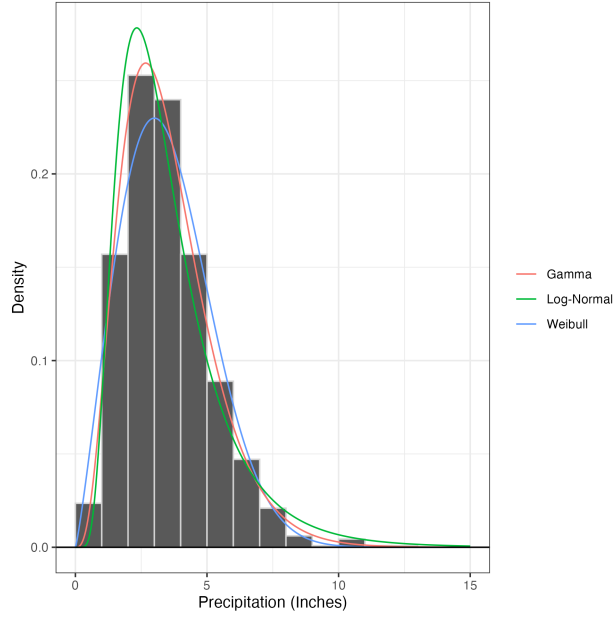 0.2
0.1
0.0
Density
0
5
10
15
Precipitation (Inches)
Gamma
Log-Normal
Weibull